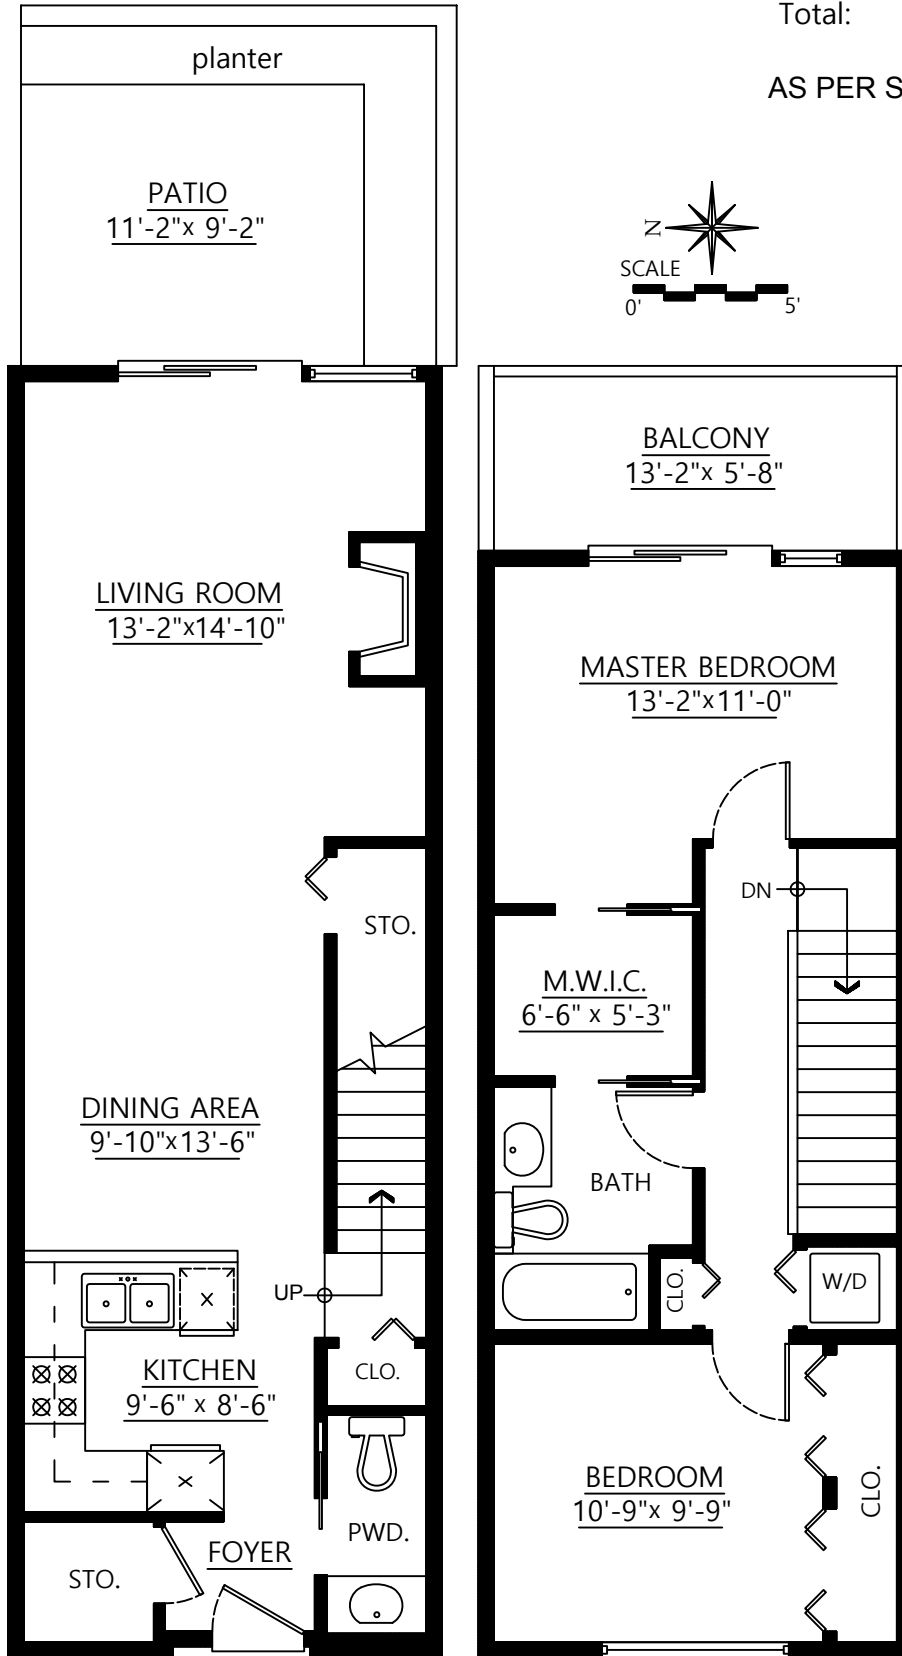 Total:
AS PER S
planter
PATIO
11'-2"x 9'-2"
N
SCALE
0'
5'
BALCONY
13'-2"x 5'-8"
LIVING ROOM
13'-2"x14'-10"
MASTER BEDROOM
13'-2"x11'-0"
STO.
DN
M.W.I.C.
6'-6" x 5'-3"
DINING AREA
9'-10"x13'-6"
BATH
UP
CLO.
W/D
KITCHEN
9'-6" x 8'-6"
CLO.
BEDROOM
10'-9"x 9'-9"
CLO.
PWD.
FOYER
STO.